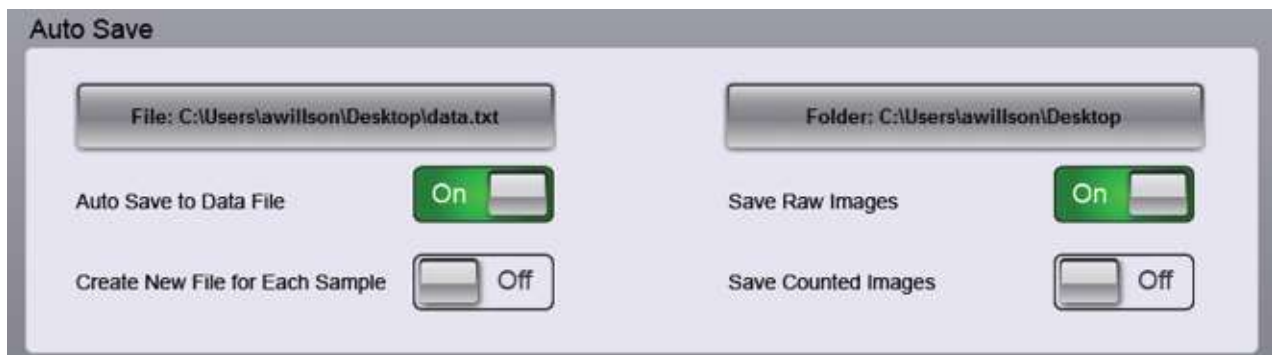 Auto Save
File: C:\Users\awillson\Desktop\data.txt
Folder: C:\Users\awillson\Desktop
Auto Save to Data File
On
Save Raw Images
On
Create New File for Each Sample
Off
Save Counted Images
Off